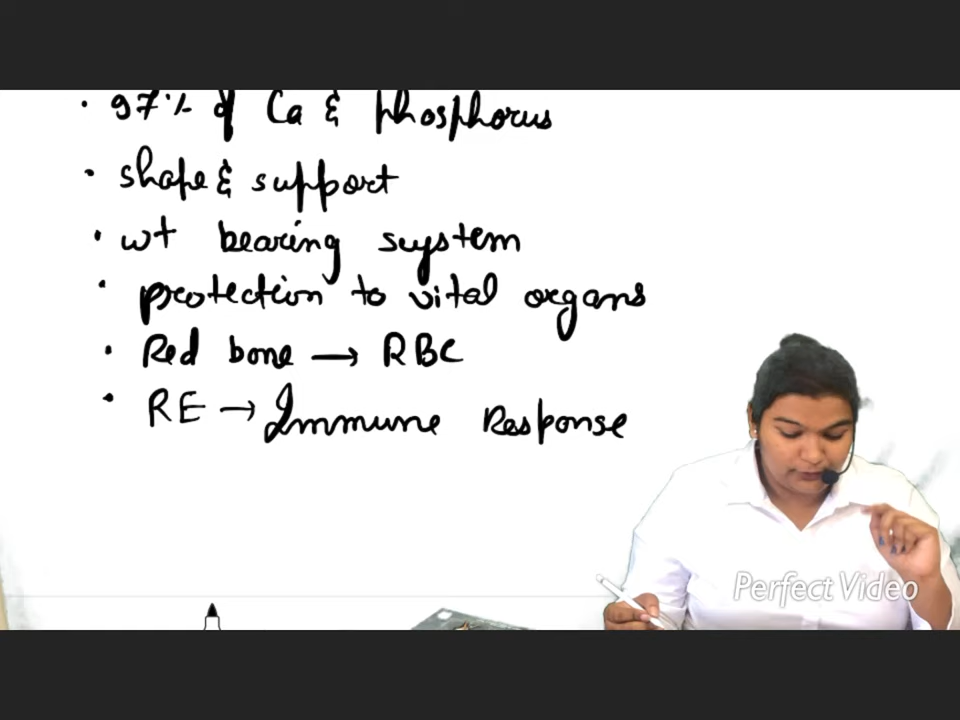 • 97% of Ca & phosphorus
• shape & support
• wt bearing system
• protection to vital organs
• Red bone → RBC
• RE → Immune Response
Perfect Video